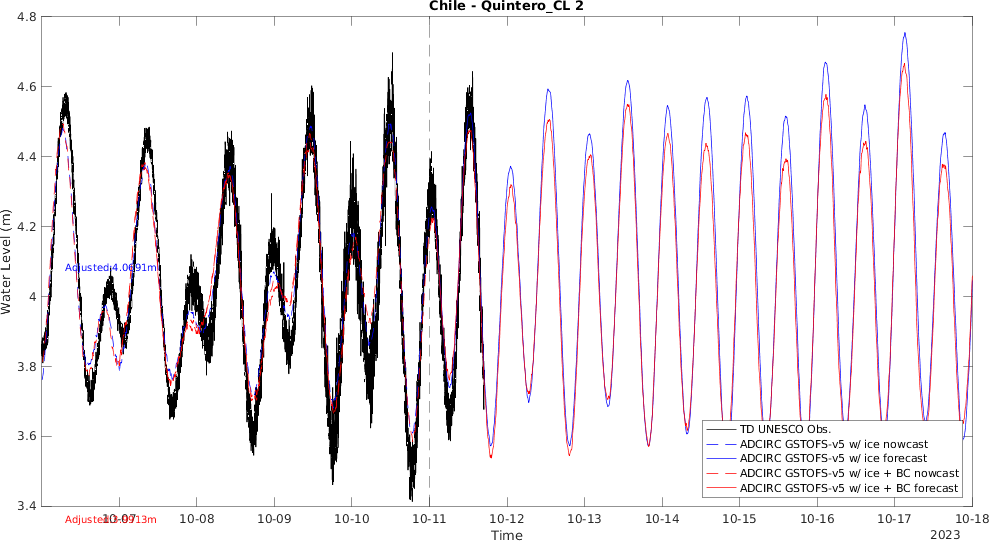 Chile - Quintero_CL 2
4.8
4.6
4.4
4.2
4
3.8
3.6
3.4
Water Level (m)
Adjusted 4.0691m
TD UNESCO Obs.
ADCIRC GSTOFS-v5 w/ ice nowcast
ADCIRC GSTOFS-v5 w/ ice forecast
ADCIRC GSTOFS-v5 w/ ice + BC nowcast
ADCIRC GSTOFS-v5 w/ ice + BC forecast
10-07 10-08 10-09 10-10 10-11 10-12 10-13 10-14 10-15 10-16 10-17 10-18
Adjusted
Time
2023